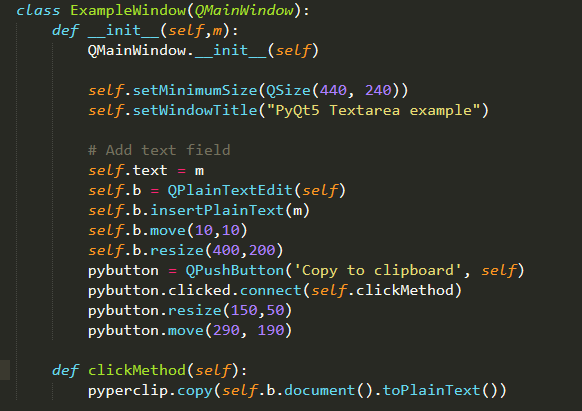 class ExampleWindow(QMainWindow):
    def __init__(self,m):
        QMainWindow.__init__(self)

        self.setMinimumSize(QSize(440, 240))
        self.setWindowTitle("PyQt5 Textarea example")

        # Add text field
        self.text = m
        self.b = QPlainTextEdit(self)
        self.b.insertPlainText(m)
        self.b.move(10,10)
        self.b.resize(400,200)
        pybutton = QPushButton('Copy to clipboard', self)
        pybutton.clicked.connect(self.clickMethod)
        pybutton.resize(150,50)
        pybutton.move(290, 190)

    def clickMethod(self):
        pyperclip.copy(self.b.document().toPlainText())